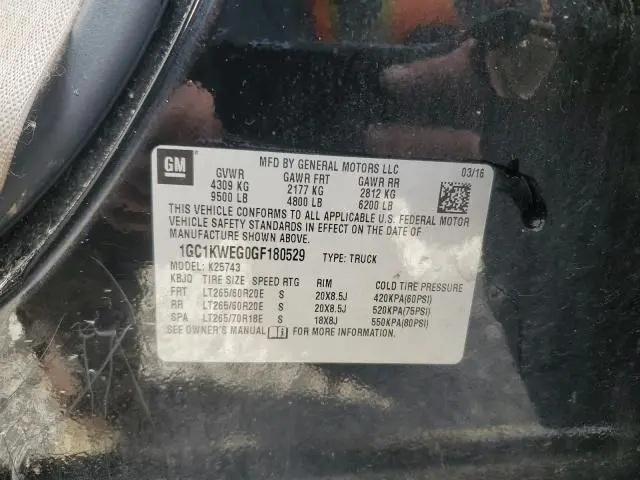 GM
MFD BY GENERAL MOTORS LLC 03/16
GVWR GAWR FRT GAWR RR
4309 KG 2177 KG 2812 KG
9500 LB 4800 LB 6200 LB
THIS VEHICLE CONFORMS TO ALL APPLICABLE U.S. FEDERAL MOTOR
VEHICLE SAFETY STANDARDS IN EFFECT ON THE DATE OF
MANUFACTURE SHOWN ABOVE.
1GC1KWEG0GF180529 TYPE: TRUCK
MODEL: K25743
KBJQ TIRE SIZE SPEED RTG RIM COLD TIRE PRESSURE
FRT LT265/60R20E S 20X8.5J 420KPA(60PSI)
RR LT265/60R20E S 20X8.5J 520KPA(75PSI)
SPA LT265/70R18E S 18X8J 550KPA(80PSI)
SEE OWNER'S MANUAL FOR MORE INFORMATION.